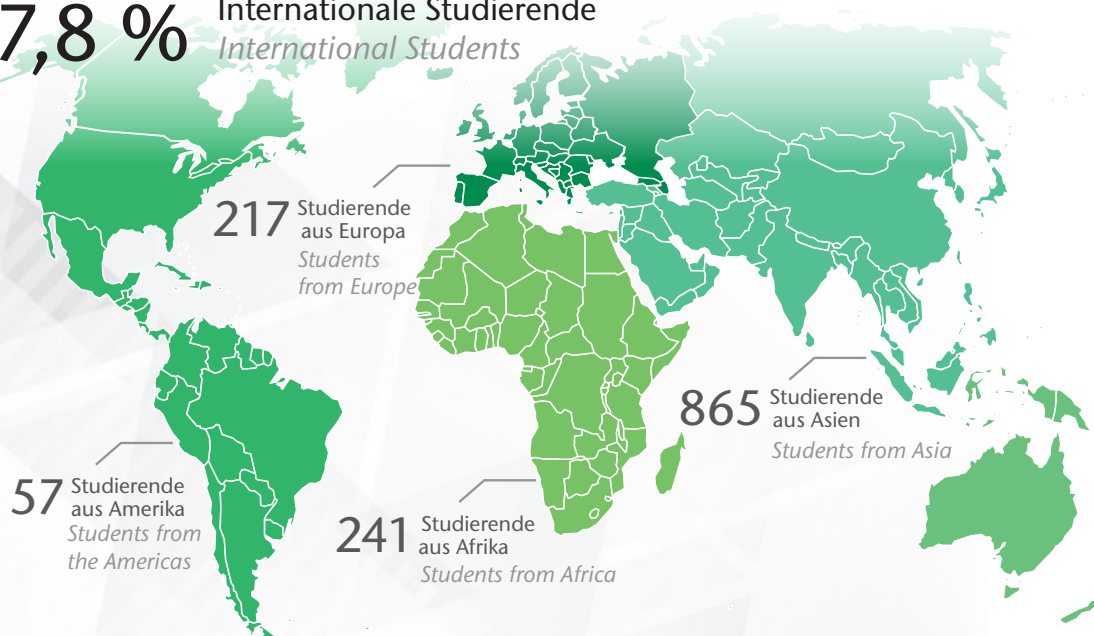 7,8 %
Internationale Studierende
International Students
217
Studierende
aus Europa
Students
from Europe
865
Studierende
aus Asien
Students from Asia
57
Studierende
aus Amerika
Students from
the Americas
241
Studierende
aus Afrika
Students from Africa